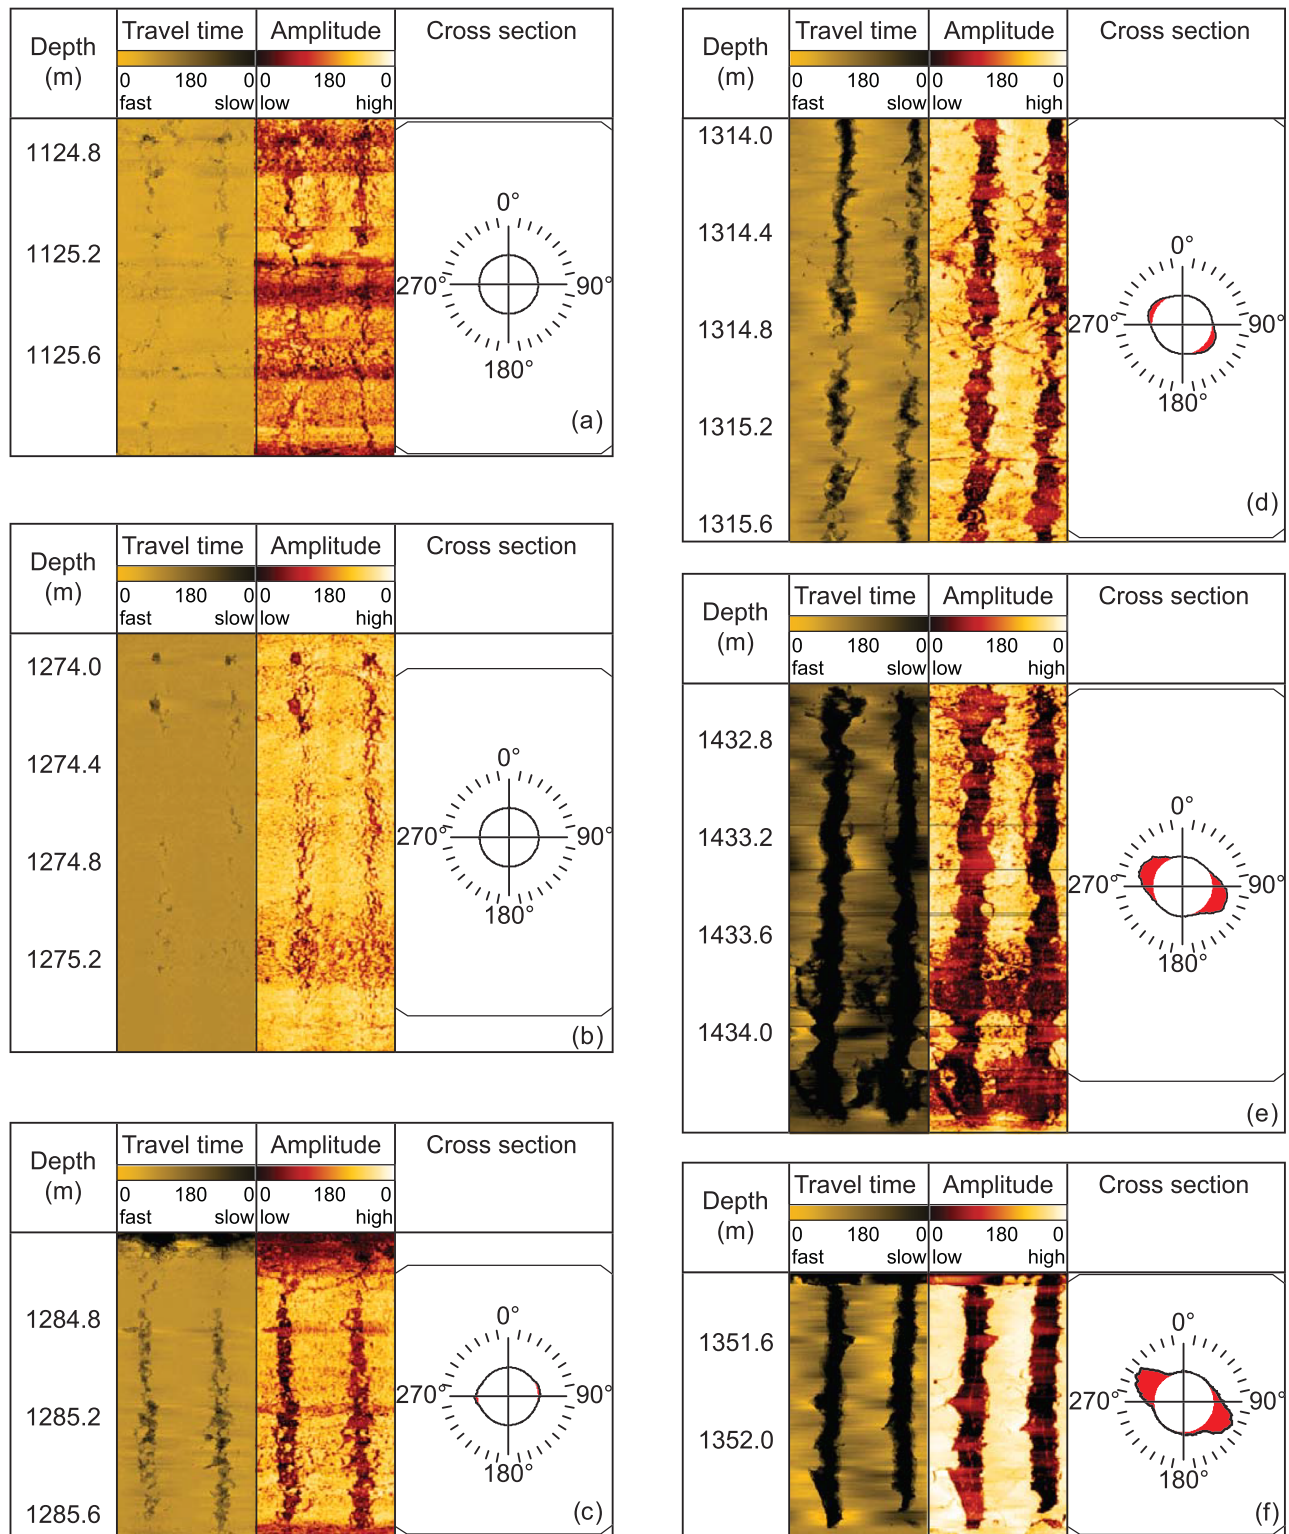 Depth
(m)
Travel time
Amplitude
Cross section
0 180 0 0 180 0
fast slow low high
1124.8
1125.2
1125.6
0°
270° 90°
180°
(a)
Depth
(m)
Travel time
Amplitude
Cross section
0 180 0 0 180 0
fast slow low high
1274.0
1274.4
1274.8
1275.2
0°
270° 90°
180°
(b)
Depth
(m)
Travel time
Amplitude
Cross section
0 180 0 0 180 0
fast slow low high
1284.8
1285.2
1285.6
0°
270° 90°
180°
(c)
Depth
(m)
Travel time
Amplitude
Cross section
0 180 0 0 180 0
fast slow low high
1314.0
1314.4
1314.8
1315.2
1315.6
0°
270° 90°
180°
(d)
Depth
(m)
Travel time
Amplitude
Cross section
0 180 0 0 180 0
fast slow low high
1432.8
1433.2
1433.6
1434.0
0°
270° 90°
180°
(e)
Depth
(m)
Travel time
Amplitude
Cross section
0 180 0 0 180 0
fast slow low high
1351.6
1352.0
0°
270° 90°
180°
(f)